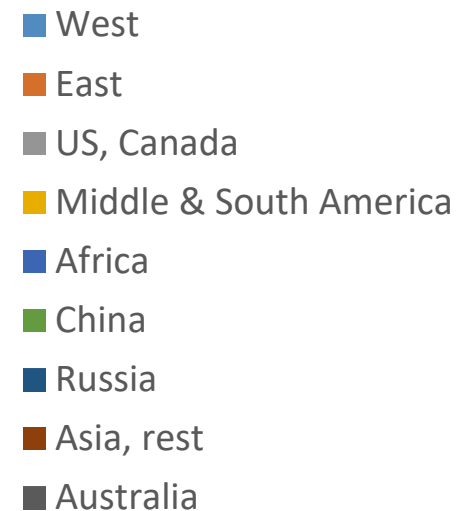 West
East
US, Canada
Middle & South America
Africa
China
Russia
Asia, rest
Australia